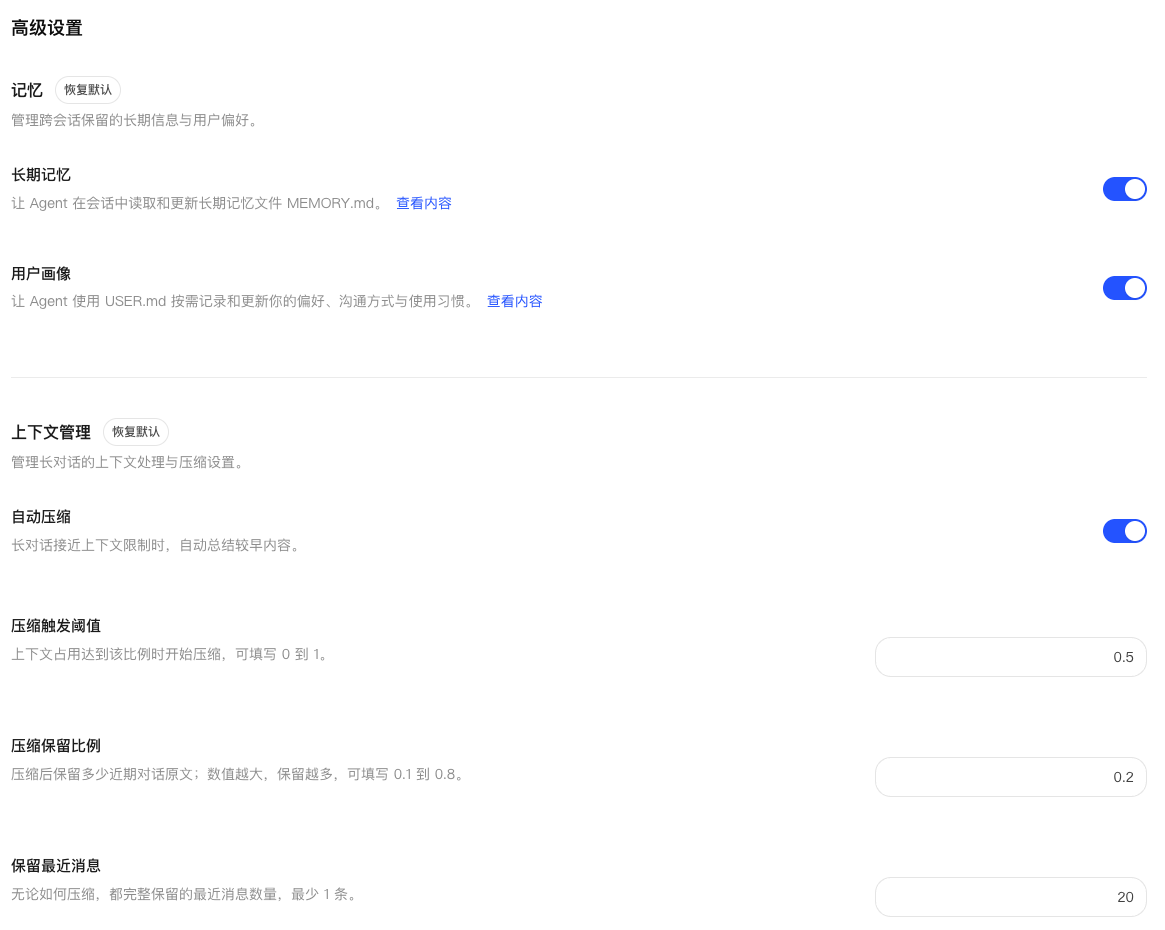 高级设置
记忆 恢复默认
管理跨会话保留的长期信息与用户偏好。
长期记忆
让 Agent 在会话中读取和更新长期记忆文件 MEMORY.md。 查看内容
用户画像
让 Agent 使用 USER.md 按需记录和更新你的偏好、沟通方式与使用习惯。 查看内容
上下文管理 恢复默认
管理长对话的上下文处理与压缩设置。
自动压缩
长对话接近上下文限制时，自动总结较早内容。
压缩触发阈值
上下文占用达到该比例时开始压缩，可填写 0 到 1。
0.5
压缩保留比例
压缩后保留多少近期对话原文；数值越大，保留越多，可填写 0.1 到 0.8。
0.2
保留最近消息
无论如何压缩，都完整保留的最近消息数量，最少 1 条。
20